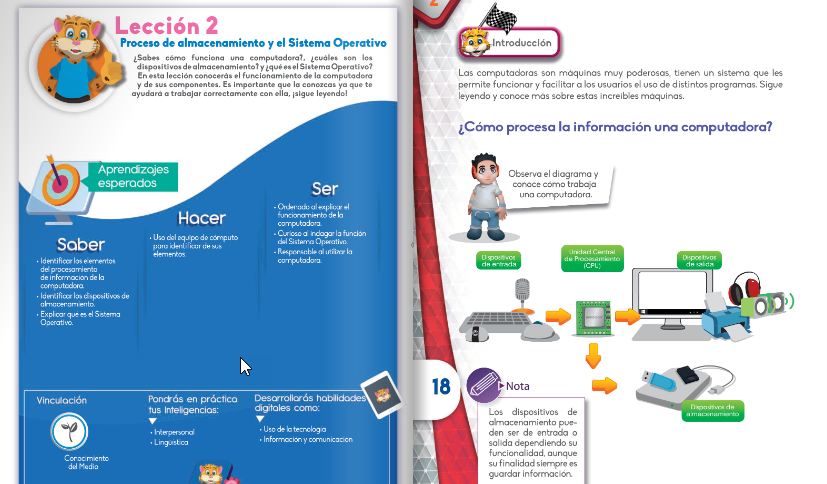 Lección 2
Proceso de almacenamiento y el Sistema Operativo
¿Sabes cómo funciona una computadora?, ¿cuáles son los
dispositivos de almacenamiento? y ¿qué es el Sistema Operativo?
En esta lección conocerás el funcionamiento de la computadora
y de sus componentes. Es importante que la conozcas ya que te
ayudará a trabajar correctamente con ella, ¡sigue leyendo!
Aprendizajes
esperados
Saber
• Identificar los elementos
del procesamiento
de información de la
computadora.
• Identificar los dispositivos de
almacenamiento.
• Explicar qué es el Sistema
Operativo.
Hacer
• Uso del equipo de cómputo
para identificar de sus
elementos.
Ser
• Ordenado al explicar el
funcionamiento de la
computadora.
• Curioso al indagar la función
del Sistema Operativo.
• Responsable al utilizar la
computadora.
Vinculación
Conocimiento
del Medio
Pondrás en práctica
tus Inteligencias:
• Interpersonal
• Lingüística
Desarrollarás habilidades
digitales como:
• Uso de la tecnología
• Información y comunicación
2
Introducción
Las computadoras son máquinas muy poderosas, tienen un sistema que les
permite funcionar y facilitar a los usuarios el uso de distintos programas. Sigue
leyendo y conoce más sobre estas increíbles máquinas.
¿Cómo procesa la información una computadora?
Observa el diagrama y
conoce cómo trabaja
una computadora.
Dispositivos
de entrada
Unidad Central
de Procesamiento
(CPU)
Dispositivos
de salida
Dispositivos de
almacenamiento
18
Nota
Los dispositivos de
almacenamiento pue-
den ser de entrada o
salida dependiendo su
funcionalidad, aunque
su finalidad siempre es
guardar información.